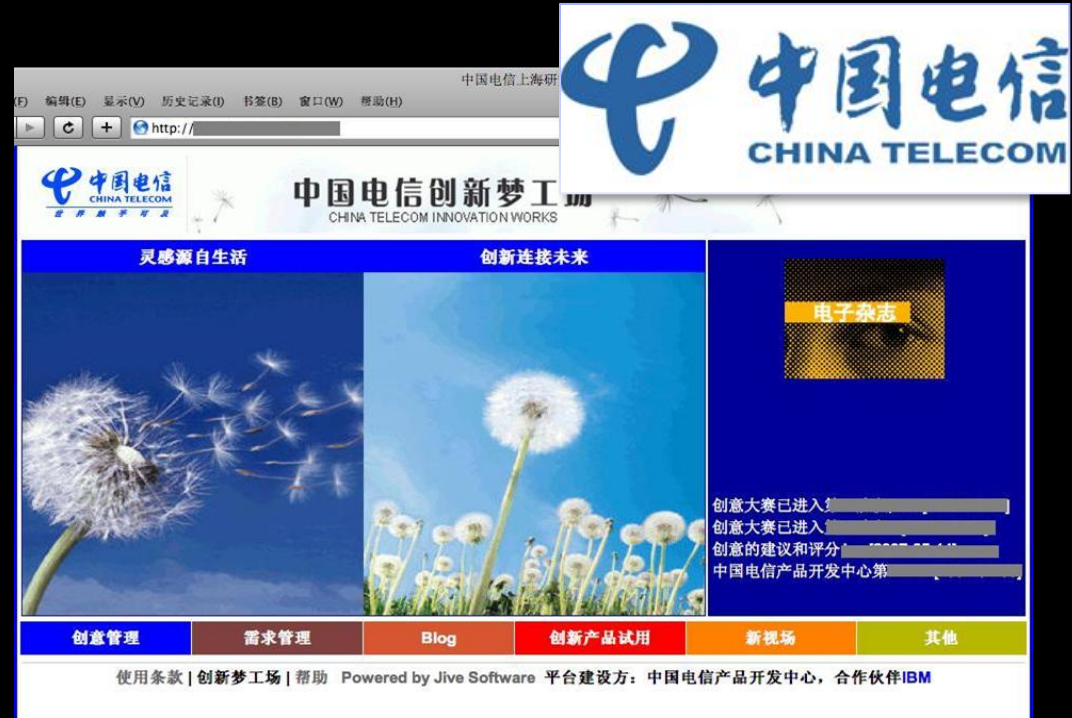 中国电信
CHINA TELECOM
中国电信上海研
(F) 编辑(E) 显示(V) 历史记录(I) 书签(B) 窗口(W) 帮助(H)
http://
中国电信
CHINA TELECOM
世界触手可及
中国电信创新梦工场
CHINA TELECOM INNOVATION WORKS
灵感源自生活
创新连接未来
电子杂志
创意大赛已进入
创意大赛已进入
创意的建议和评分
中国电信产品开发中心第
创意管理 需求管理 Blog 创新产品试用 新视场 其他
使用条款 | 创新梦工场 | 帮助 Powered by Jive Software 平台建设方：中国电信产品开发中心，合作伙伴IBM